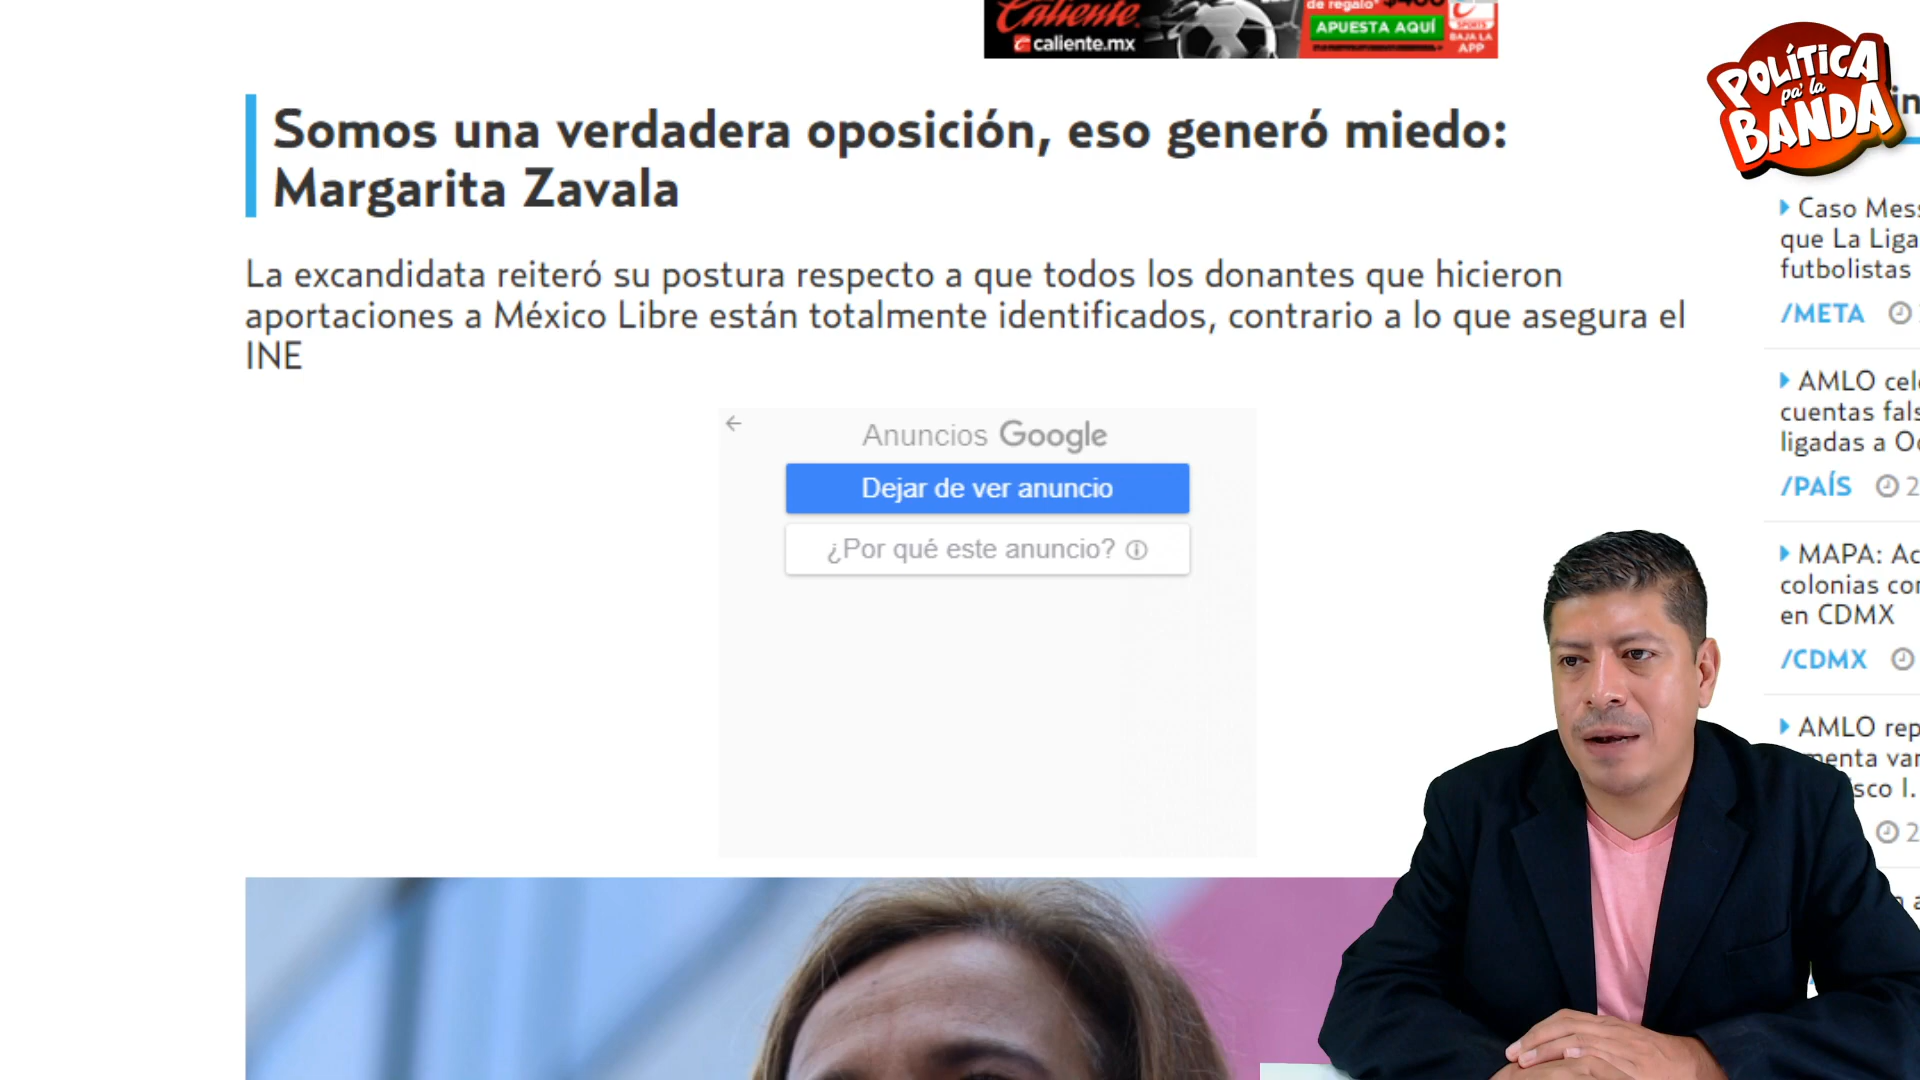 Caliente
caliente.mx
de regalo*
APUESTA AQUÍ
SPORTS
BAJA LA
APP
POLÍTICA
pa' la
BANDA
Somos una verdadera oposición, eso generó miedo:
Margarita Zavala
La excandidata reiteró su postura respecto a que todos los donantes que hicieron
aportaciones a México Libre están totalmente identificados, contrario a lo que asegura el
INE
Anuncios Google
Dejar de ver anuncio
¿Por qué este anuncio?
Caso
que La Liga
futbolistas
/META
AMLO
cuentas
ligadas a
/PAÍS
MAPA:
colonias
en CDMX
/CDMX
AMLO